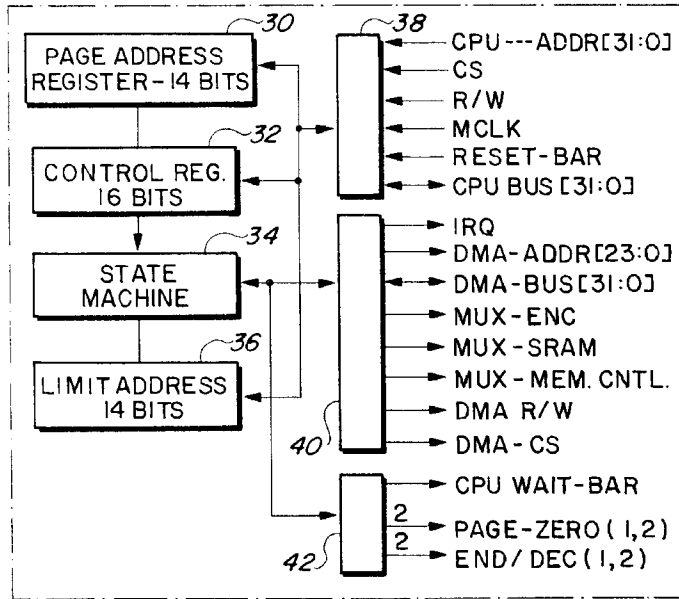 30
PAGE ADDRESS
REGISTER-14 BITS
32
CONTROL REG.
16 BITS
34
STATE
MACHINE
36
LIMIT ADDRESS
14 BITS
38
CPU---ADDR[31:0]
CS
R/W
MCLK
RESET-BAR
CPU BUS[31:0]
IRQ
DMA-ADDR[23:0]
DMA-BUS[31:0]
MUX-ENC
MUX-SRAM
MUX-MEM. CNTL.
DMA R/W
DMA-CS
40
CPU WAIT-BAR
2
PAGE-ZERO(1,2)
2
END/DEC(1,2)
42